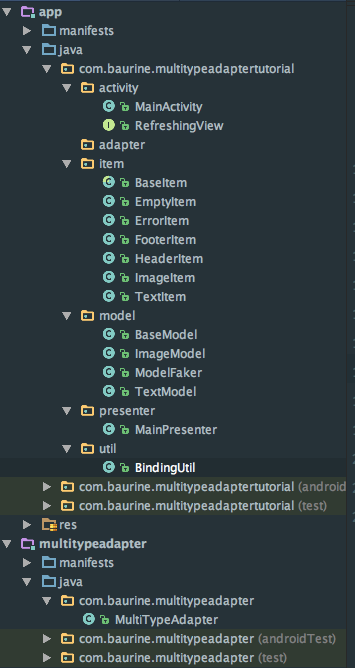 app
manifests
java
com.baurine.multitypeadaptertutorial
activity
MainActivity
RefreshingView
adapter
item
BaseItem
EmptyItem
ErrorItem
FooterItem
HeaderItem
ImageItem
TextItem
model
BaseModel
ImageModel
ModelFaker
TextModel
presenter
MainPresenter
util
BindingUtil
com.baurine.multitypeadaptertutorial (android
com.baurine.multitypeadaptertutorial (test)
res
multitypeadapter
manifests
java
com.baurine.multitypeadapter
MultiTypeAdapter
com.baurine.multitypeadapter (androidTest)
com.baurine.multitypeadapter (test)